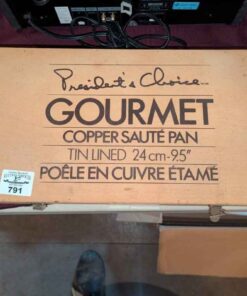 President's Choice
GOURMET
COPPER SAUTÉ PAN
TIN LINED 24 cm-9.5"
POÊLE EN CUIVRE ÉTAMÉ
791